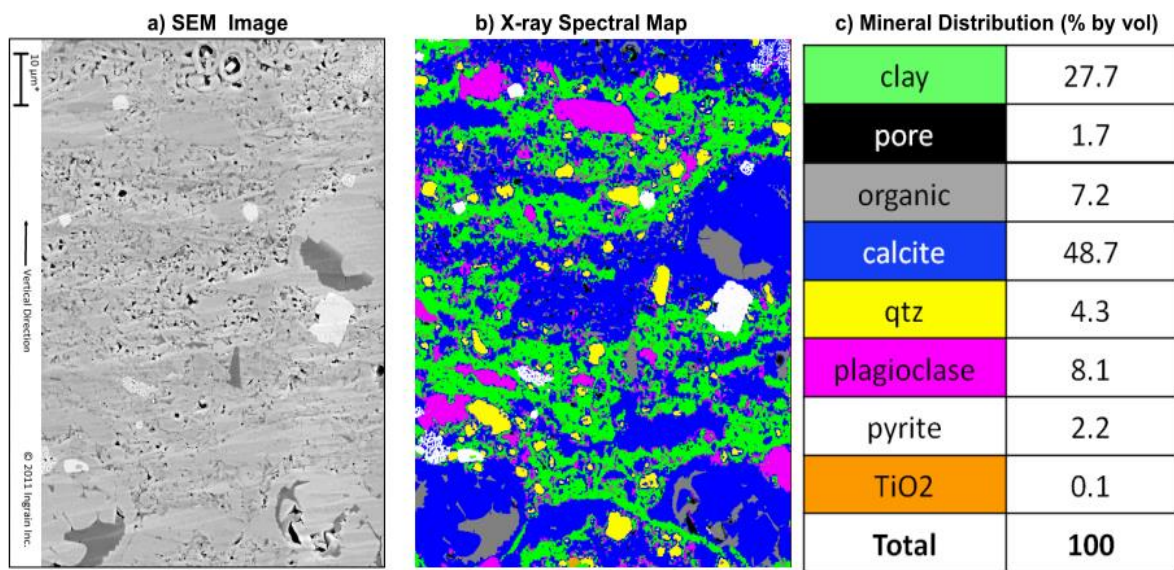 a) SEM Image
b) X-ray Spectral Map
c) Mineral Distribution (% by vol)
10 µm*
Vertical Direction
© 2011 Ingrain Inc.
clay 27.7
pore 1.7
organic 7.2
calcite 48.7
qtz 4.3
plagioclase 8.1
pyrite 2.2
TiO2 0.1
Total 100